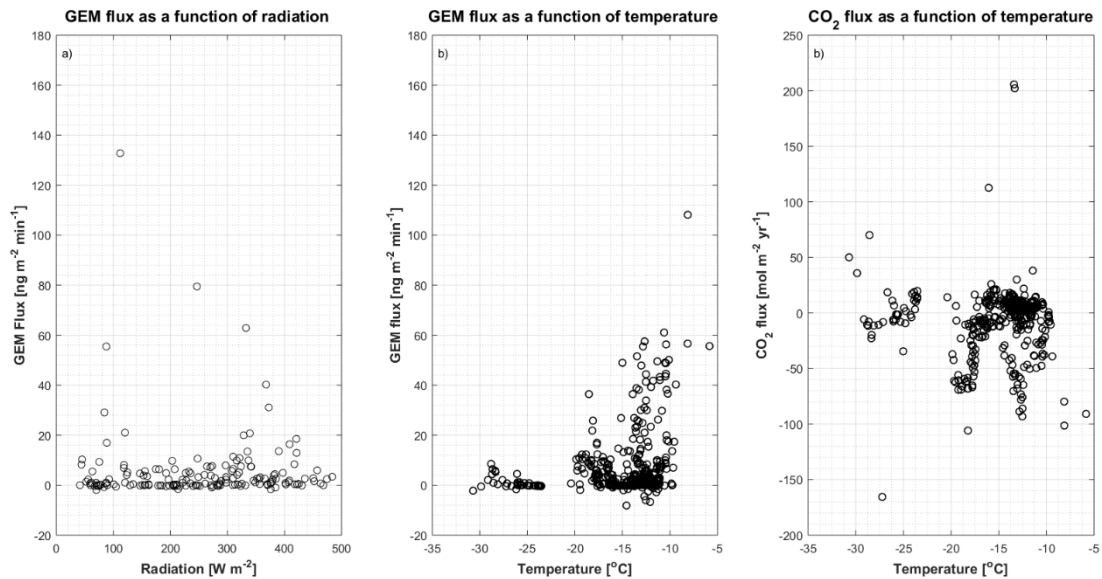 GEM flux as a function of radiation
180
160
140
120
100
80
60
40
20
0
-20
a)
GEM Flux [ng m⁻² min⁻¹]
0 100 200 300 400 500
Radiation [W m⁻²]
GEM flux as a function of temperature
180
160
140
120
100
80
60
40
20
0
-20
b)
GEM flux [ng m⁻² min⁻¹]
-35 -30 -25 -20 -15 -10 -5
Temperature [°C]
CO₂ flux as a function of temperature
250
200
150
100
50
0
-50
-100
-150
-200
b)
CO₂ flux [mol m⁻² yr⁻¹]
-35 -30 -25 -20 -15 -10 -5
Temperature [°C]